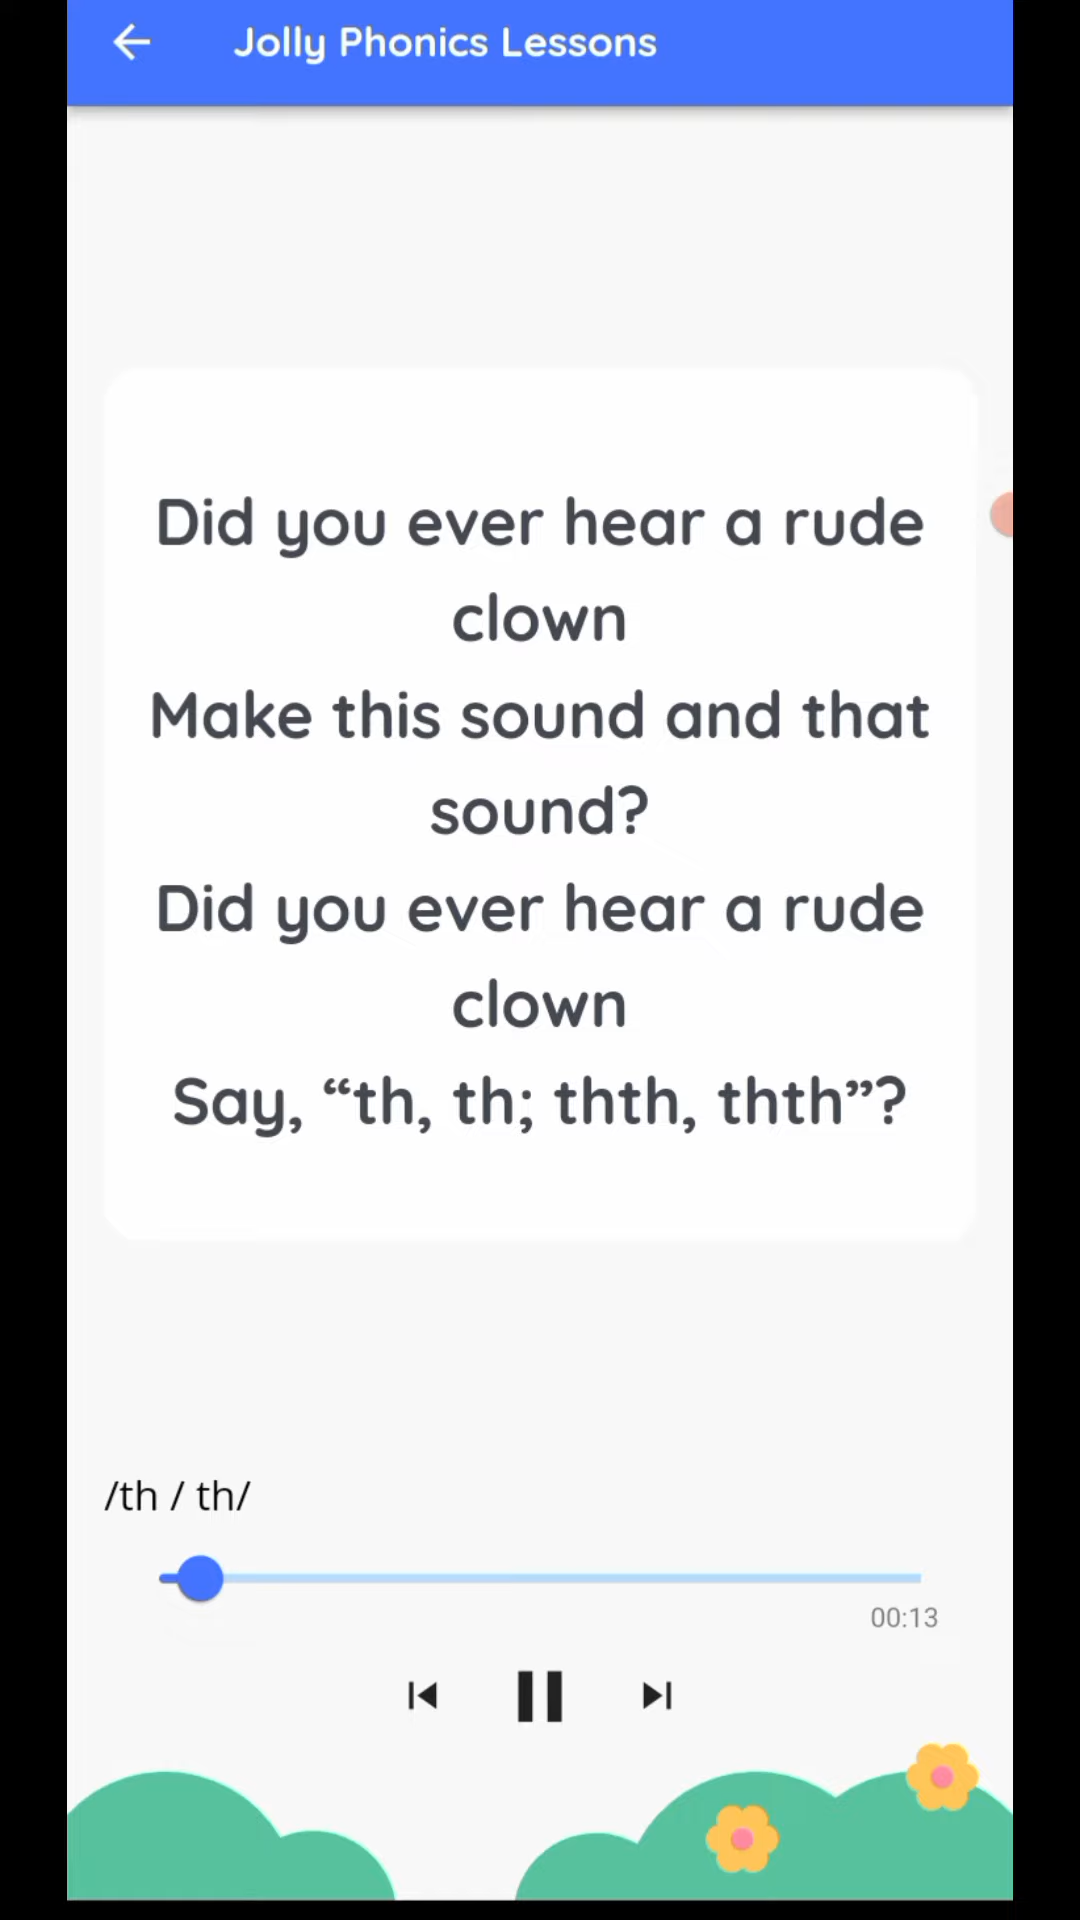 Jolly Phonics Lessons
Did you ever hear a rude
clown
Make this sound and that
sound?
Did you ever hear a rude
clown
Say, “th, th; thth, thth”?
/th / th/
00:13